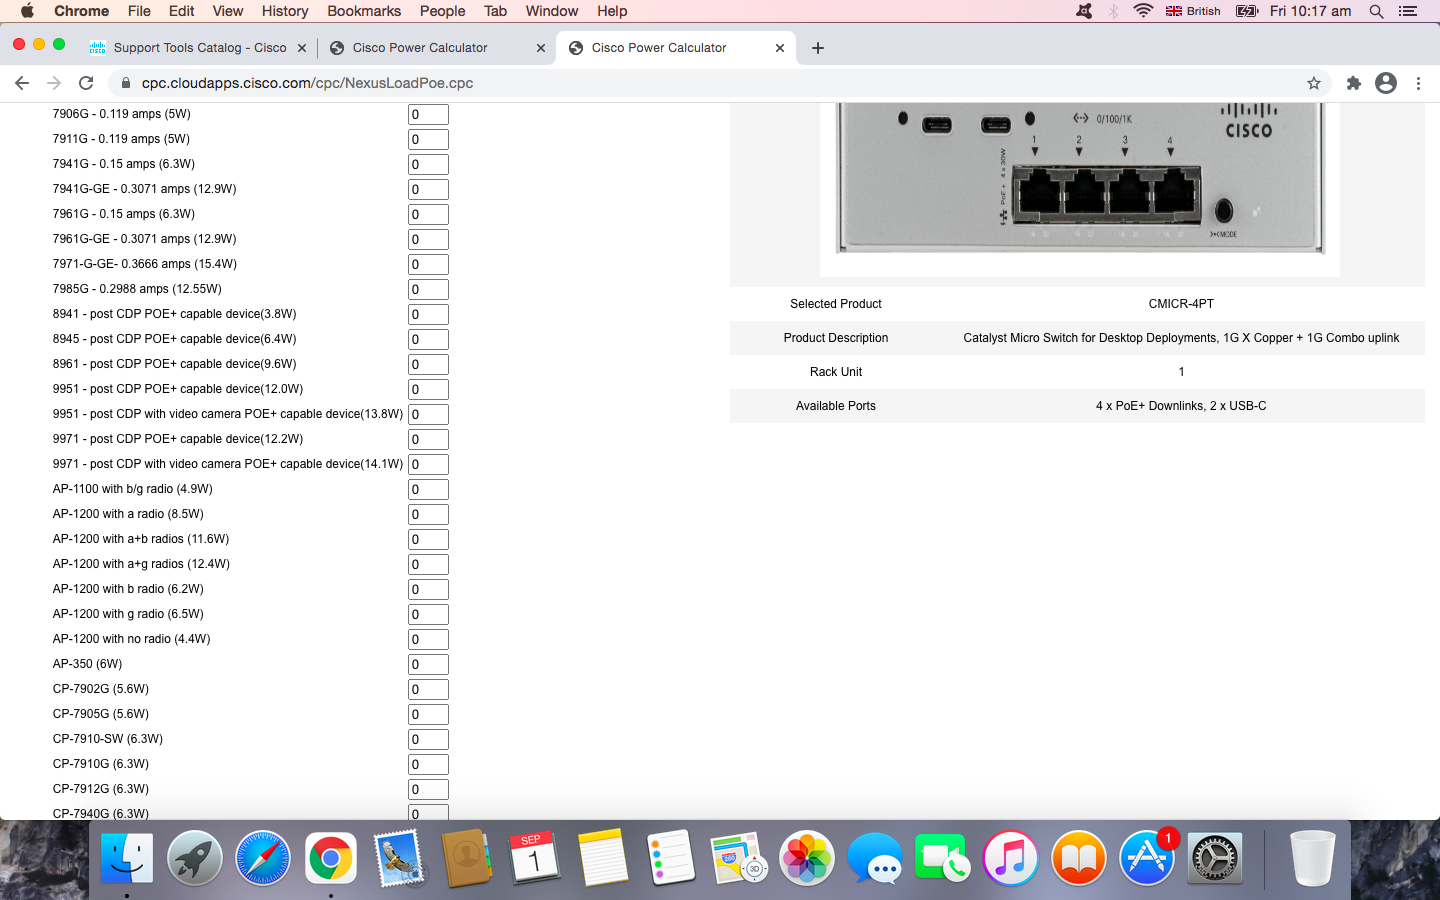 Chrome File Edit View History Bookmarks People Tab Window Help British Fri 10:17 am
Support Tools Catalog - Cisco Cisco Power Calculator Cisco Power Calculator
cpc.cloudapps.cisco.com/cpc/NexusLoadPoe.cpc
7906G - 0.119 amps (5W) 0
7911G - 0.119 amps (5W) 0
7941G - 0.15 amps (6.3W) 0
7941G-GE - 0.3071 amps (12.9W) 0
7961G - 0.15 amps (6.3W) 0
7961G-GE - 0.3071 amps (12.9W) 0
7971-G-GE- 0.3666 amps (15.4W) 0
7985G - 0.2988 amps (12.55W) 0
8941 - post CDP POE+ capable device(3.8W) 0
8945 - post CDP POE+ capable device(6.4W) 0
8961 - post CDP POE+ capable device(9.6W) 0
9951 - post CDP POE+ capable device(12.0W) 0
9951 - post CDP with video camera POE+ capable device(13.8W) 0
9971 - post CDP POE+ capable device(12.2W) 0
9971 - post CDP with video camera POE+ capable device(14.1W) 0
AP-1100 with b/g radio (4.9W) 0
AP-1200 with a radio (8.5W) 0
AP-1200 with a+b radios (11.6W) 0
AP-1200 with a+g radios (12.4W) 0
AP-1200 with b radio (6.2W) 0
AP-1200 with g radio (6.5W) 0
AP-1200 with no radio (4.4W) 0
AP-350 (6W) 0
CP-7902G (5.6W) 0
CP-7905G (5.6W) 0
CP-7910-SW (6.3W) 0
CP-7910G (6.3W) 0
CP-7912G (6.3W) 0
CP-7940G (6.3W) 0
0/100/1K
CISCO
1 2 3 4
PoE + 4 x 30W
MODE
Selected Product CMICR-4PT
Product Description Catalyst Micro Switch for Desktop Deployments, 1G X Copper + 1G Combo uplink
Rack Unit 1
Available Ports 4 x PoE+ Downlinks, 2 x USB-C
SEP
1
280
3D
1